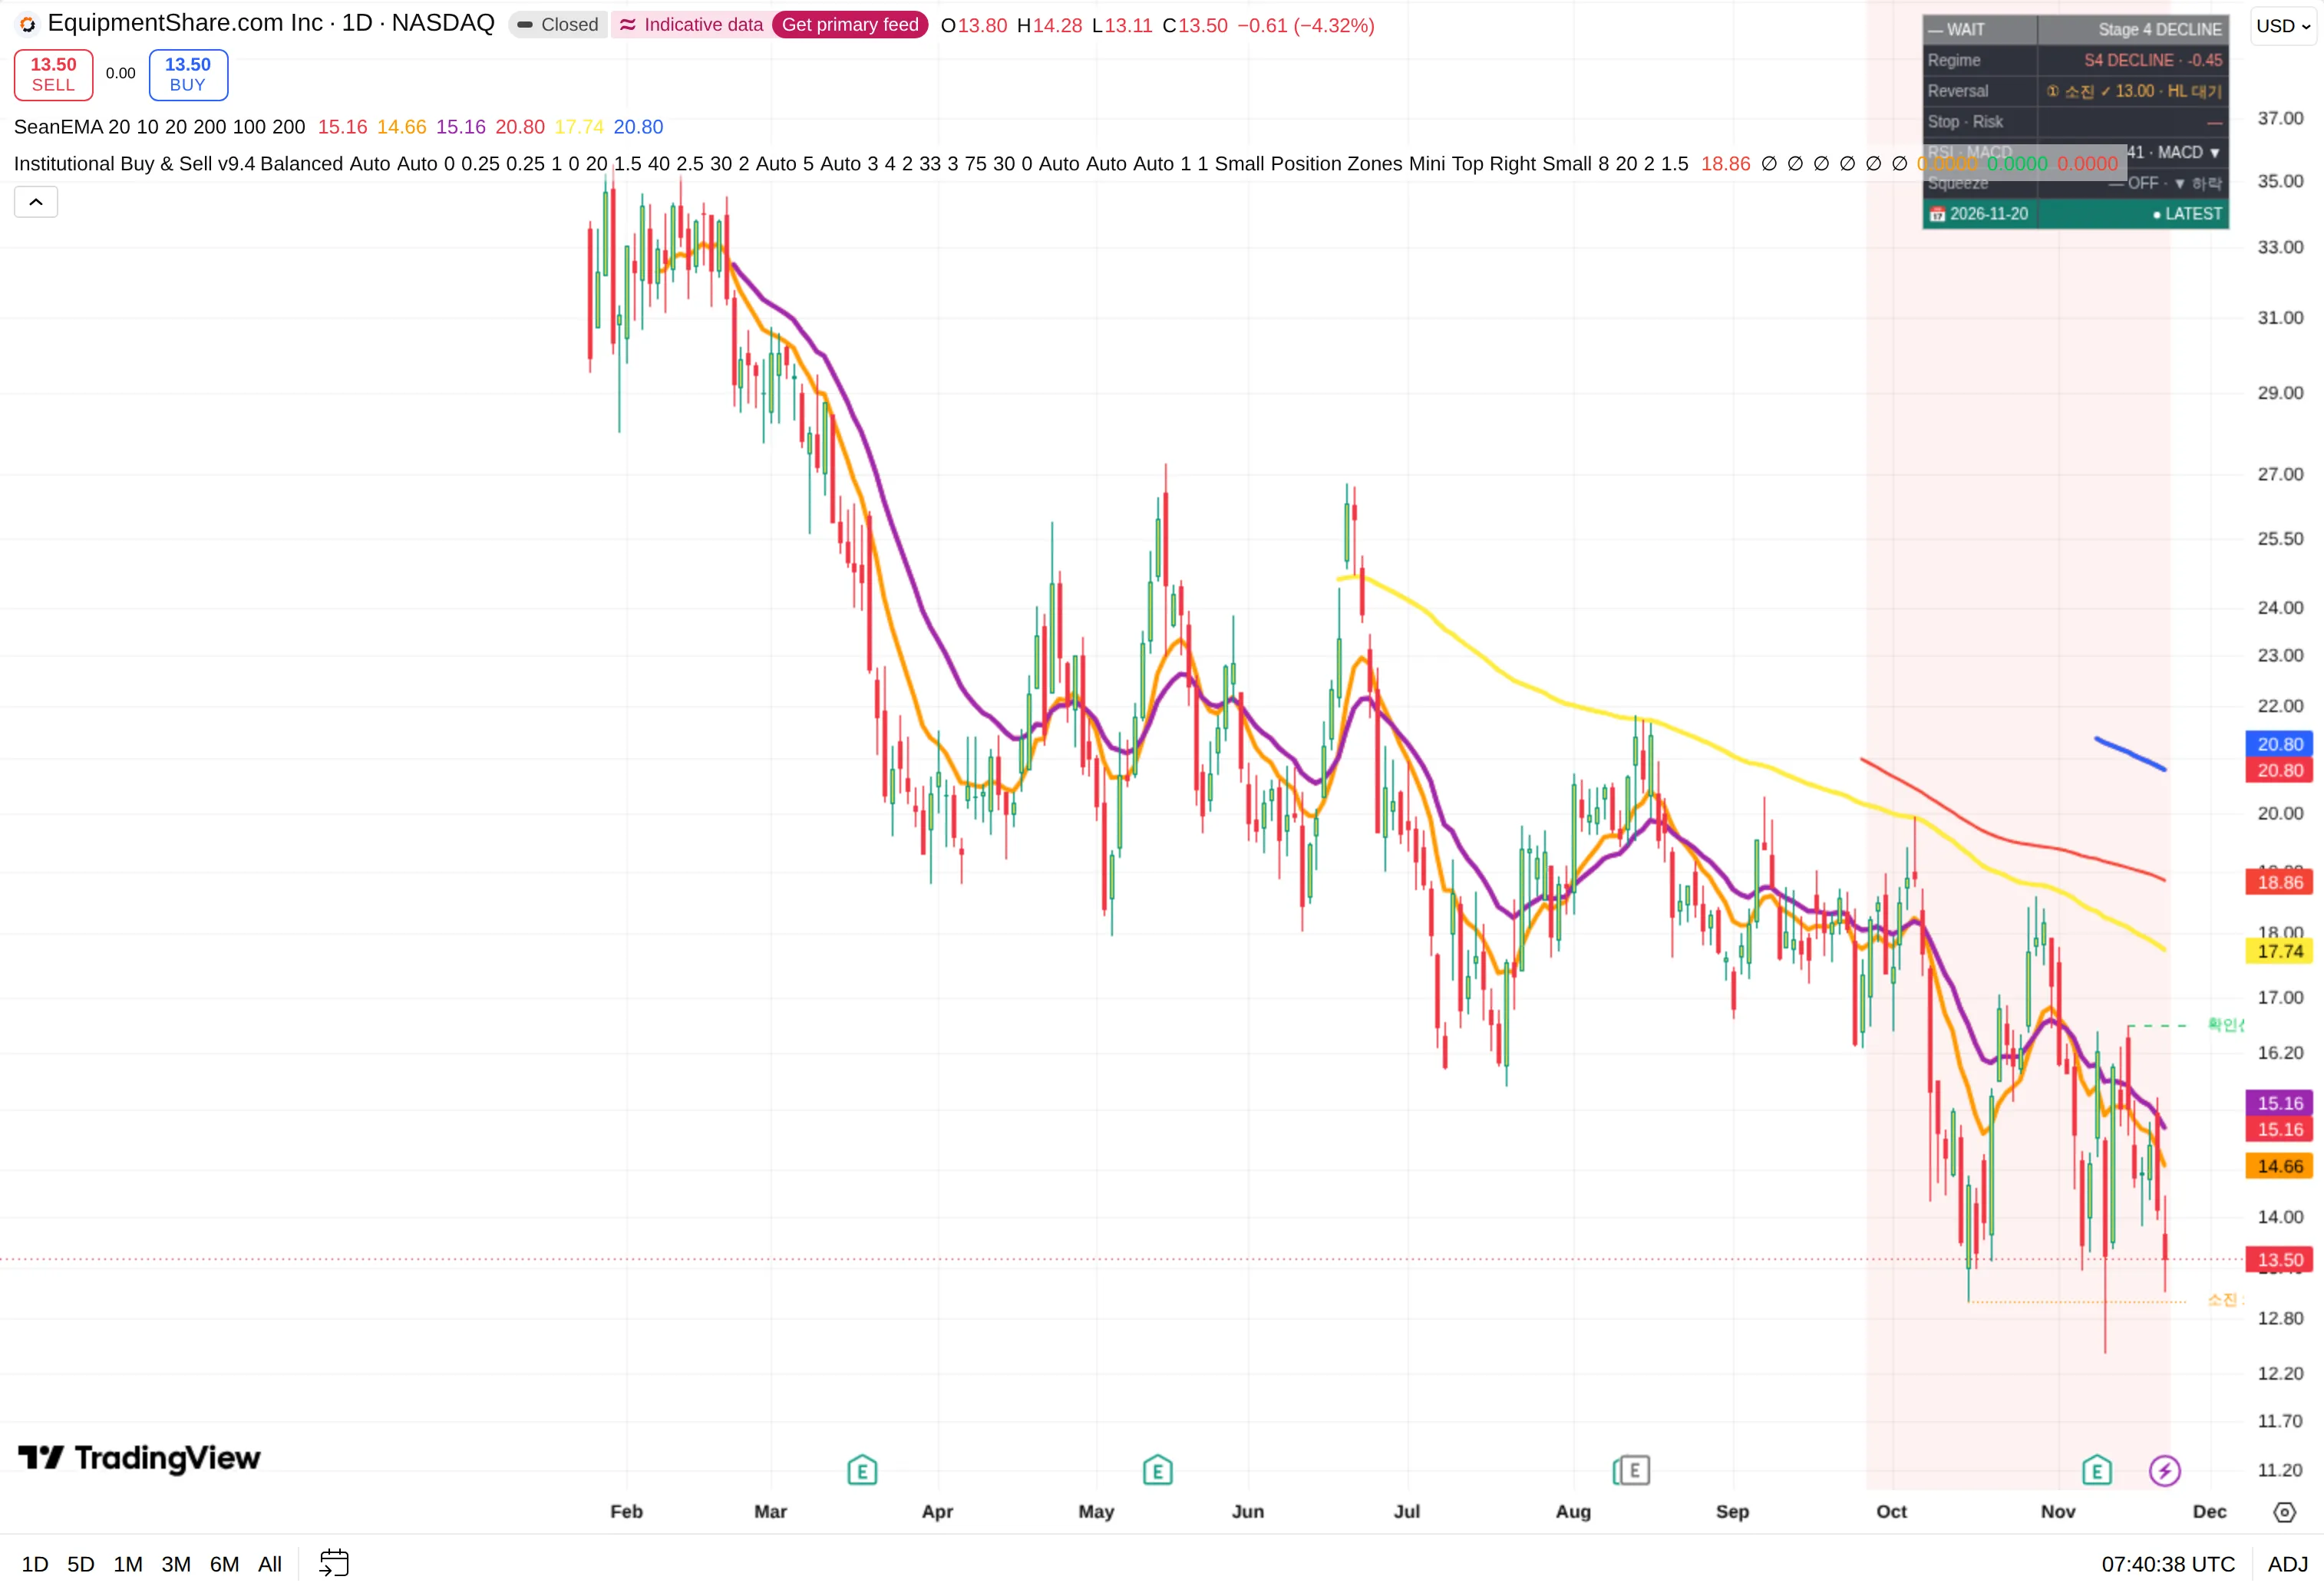 EquipmentShare.com Inc · 1D · NASDAQ Closed Indicative data Get primary feed O13.80 H14.28 L13.11 C13.50 −0.61 (−4.32%)
13.50 SELL 0.00 13.50 BUY
SeanEMA 20 10 20 200 100 200 15.16 14.66 15.16 20.80 17.74 20.80
Institutional Buy & Sell v9.4 Balanced Auto Auto 0 0.25 0.25 1 0 20 1.5 40 2.5 30 2 Auto 5 Auto 3 4 2 33 3 75 30 0 Auto Auto Auto 1 1 Small Position Zones Mini Top Right Small 8 20 2 1.5 18.86 ∅ ∅ ∅ ∅ ∅ ∅ 0.0000 0.0000 0.0000
— WAIT Stage 4 DECLINE
Regime S4 DECLINE · -0.45
Reversal ① 소진 ✓ 13.00 · HL 대기
Stop · Risk —
RSI · MACD 41 · MACD ▼
Squeeze — OFF · ▼ 하락
📅 2026-11-20 ● LATEST
USD
37.00
35.00
33.00
31.00
29.00
27.00
25.50
24.00
23.00
22.00
20.80
20.80
20.00
18.86
18.00
17.74
17.00
16.20
15.16
15.16
14.66
14.00
13.50
12.80
12.20
11.70
11.20
소진
TradingView
E E E E
Feb Mar Apr May Jun Jul Aug Sep Oct Nov Dec
1D 5D 1M 3M 6M All 07:40:38 UTC ADJ